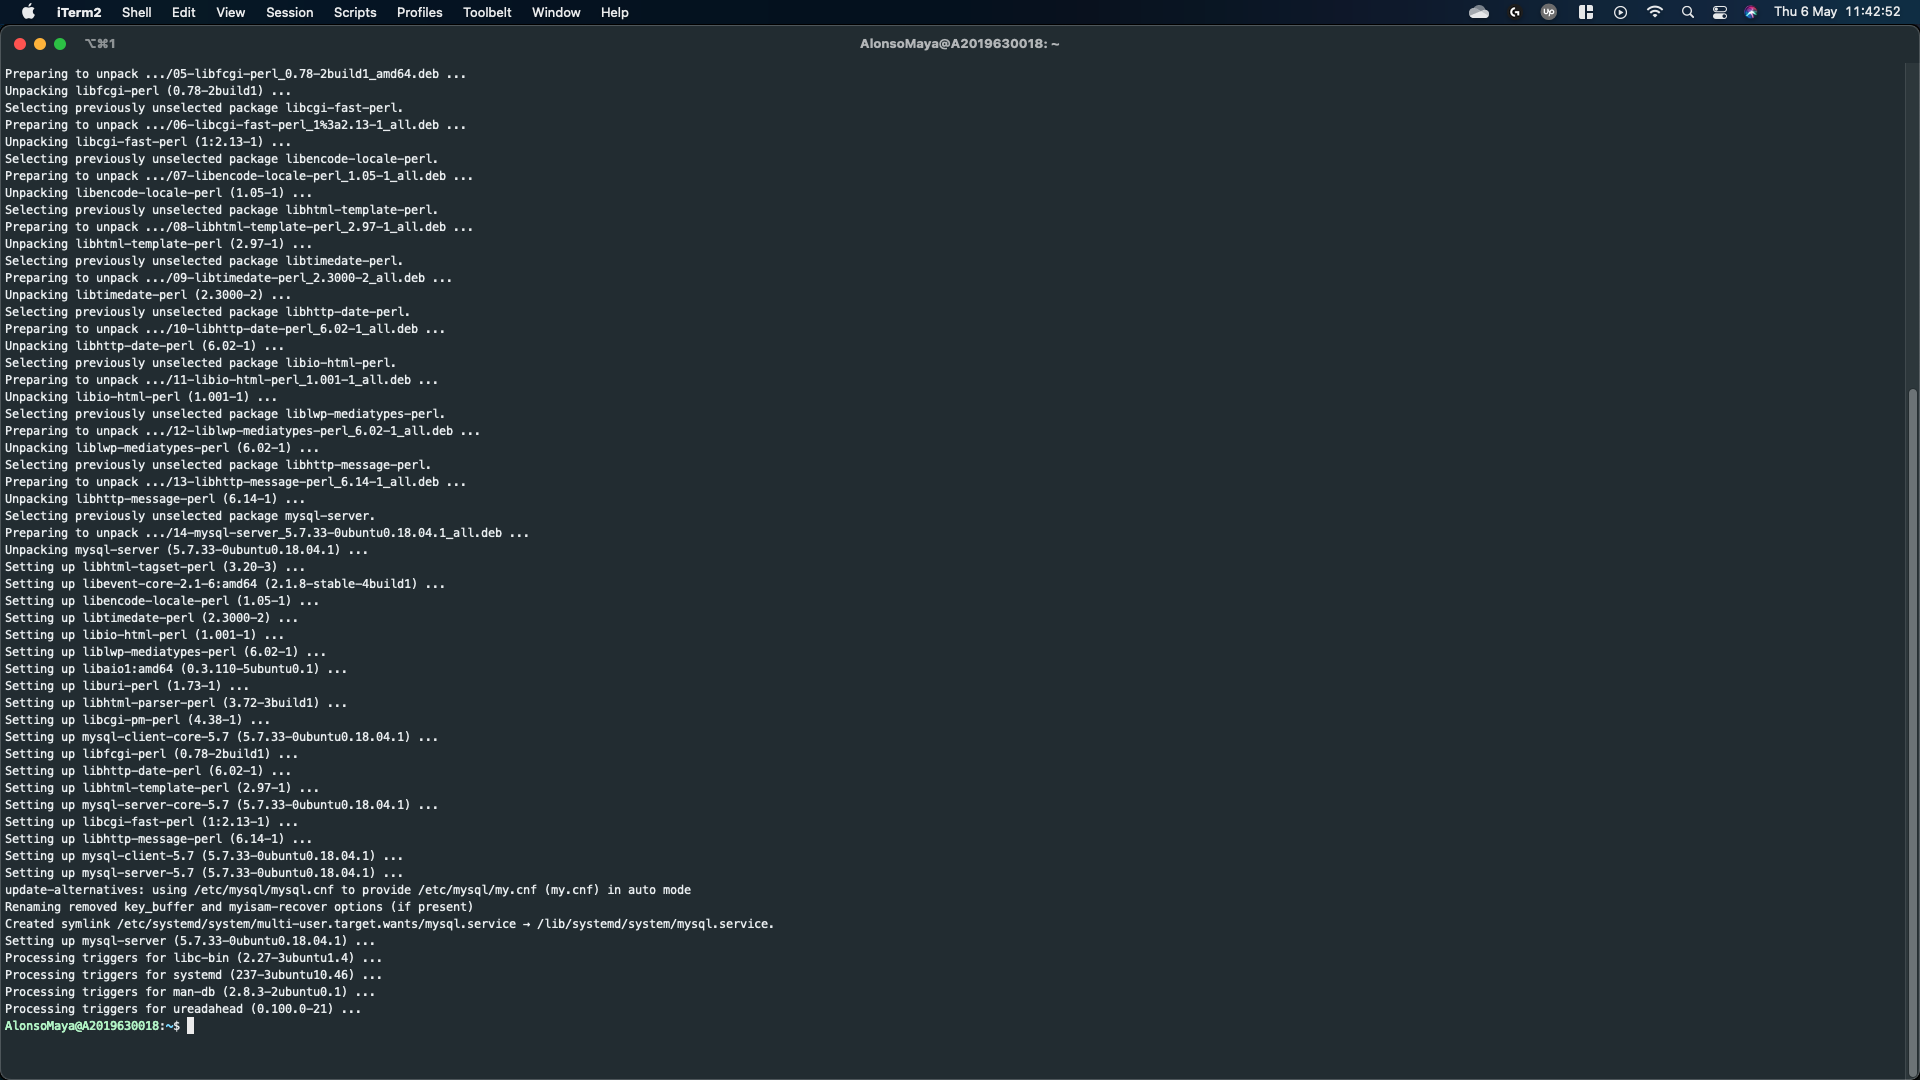 iTerm2 Shell Edit View Session Scripts Profiles Toolbelt Window Help Up Thu 6 May 11:42:52
⌥⌘1 AlonsoMaya@A2019630018: ~
Preparing to unpack .../05-libfcgi-perl_0.78-2build1_amd64.deb ...
Unpacking libfcgi-perl (0.78-2build1) ...
Selecting previously unselected package libcgi-fast-perl.
Preparing to unpack .../06-libcgi-fast-perl_1%3a2.13-1_all.deb ...
Unpacking libcgi-fast-perl (1:2.13-1) ...
Selecting previously unselected package libencode-locale-perl.
Preparing to unpack .../07-libencode-locale-perl_1.05-1_all.deb ...
Unpacking libencode-locale-perl (1.05-1) ...
Selecting previously unselected package libhtml-template-perl.
Preparing to unpack .../08-libhtml-template-perl_2.97-1_all.deb ...
Unpacking libhtml-template-perl (2.97-1) ...
Selecting previously unselected package libtimedate-perl.
Preparing to unpack .../09-libtimedate-perl_2.3000-2_all.deb ...
Unpacking libtimedate-perl (2.3000-2) ...
Selecting previously unselected package libhttp-date-perl.
Preparing to unpack .../10-libhttp-date-perl_6.02-1_all.deb ...
Unpacking libhttp-date-perl (6.02-1) ...
Selecting previously unselected package libio-html-perl.
Preparing to unpack .../11-libio-html-perl_1.001-1_all.deb ...
Unpacking libio-html-perl (1.001-1) ...
Selecting previously unselected package liblwp-mediatypes-perl.
Preparing to unpack .../12-liblwp-mediatypes-perl_6.02-1_all.deb ...
Unpacking liblwp-mediatypes-perl (6.02-1) ...
Selecting previously unselected package libhttp-message-perl.
Preparing to unpack .../13-libhttp-message-perl_6.14-1_all.deb ...
Unpacking libhttp-message-perl (6.14-1) ...
Selecting previously unselected package mysql-server.
Preparing to unpack .../14-mysql-server_5.7.33-0ubuntu0.18.04.1_all.deb ...
Unpacking mysql-server (5.7.33-0ubuntu0.18.04.1) ...
Setting up libhtml-tagset-perl (3.20-3) ...
Setting up libevent-core-2.1-6:amd64 (2.1.8-stable-4build1) ...
Setting up libencode-locale-perl (1.05-1) ...
Setting up libtimedate-perl (2.3000-2) ...
Setting up libio-html-perl (1.001-1) ...
Setting up liblwp-mediatypes-perl (6.02-1) ...
Setting up libaio1:amd64 (0.3.110-5ubuntu0.1) ...
Setting up liburi-perl (1.73-1) ...
Setting up libhtml-parser-perl (3.72-3build1) ...
Setting up libcgi-pm-perl (4.38-1) ...
Setting up mysql-client-core-5.7 (5.7.33-0ubuntu0.18.04.1) ...
Setting up libfcgi-perl (0.78-2build1) ...
Setting up libhttp-date-perl (6.02-1) ...
Setting up libhtml-template-perl (2.97-1) ...
Setting up mysql-server-core-5.7 (5.7.33-0ubuntu0.18.04.1) ...
Setting up libcgi-fast-perl (1:2.13-1) ...
Setting up libhttp-message-perl (6.14-1) ...
Setting up mysql-client-5.7 (5.7.33-0ubuntu0.18.04.1) ...
Setting up mysql-server-5.7 (5.7.33-0ubuntu0.18.04.1) ...
update-alternatives: using /etc/mysql/mysql.cnf to provide /etc/mysql/my.cnf (my.cnf) in auto mode
Renaming removed key_buffer and myisam-recover options (if present)
Created symlink /etc/systemd/system/multi-user.target.wants/mysql.service → /lib/systemd/system/mysql.service.
Setting up mysql-server (5.7.33-0ubuntu0.18.04.1) ...
Processing triggers for libc-bin (2.27-3ubuntu1.4) ...
Processing triggers for systemd (237-3ubuntu10.46) ...
Processing triggers for man-db (2.8.3-2ubuntu0.1) ...
Processing triggers for ureadahead (0.100.0-21) ...
AlonsoMaya@A2019630018:~$